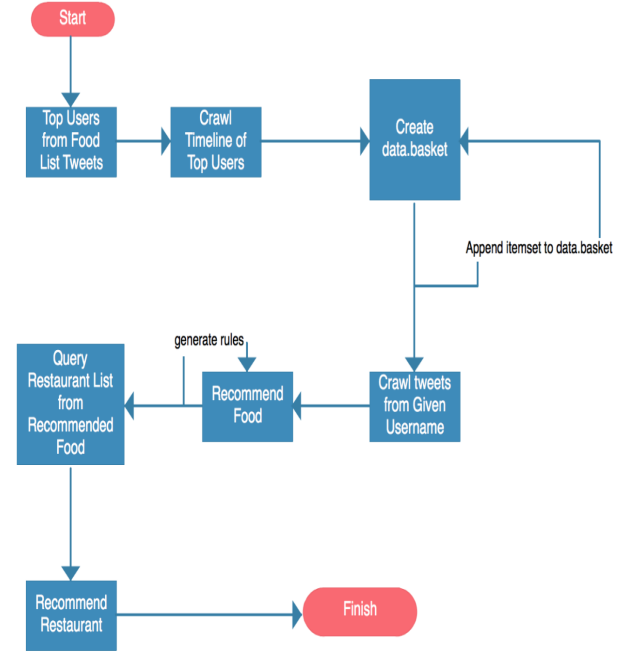 Start
Top Users
from Food
List Tweets
Crawl
Timeline of
Top Users
Create
data.basket
Append itemset to data.basket
generate rules
Query
Restaurant List
from
Recommended
Food
Recommend
Food
Crawl tweets
from Given
Username
Recommend
Restaurant
Finish